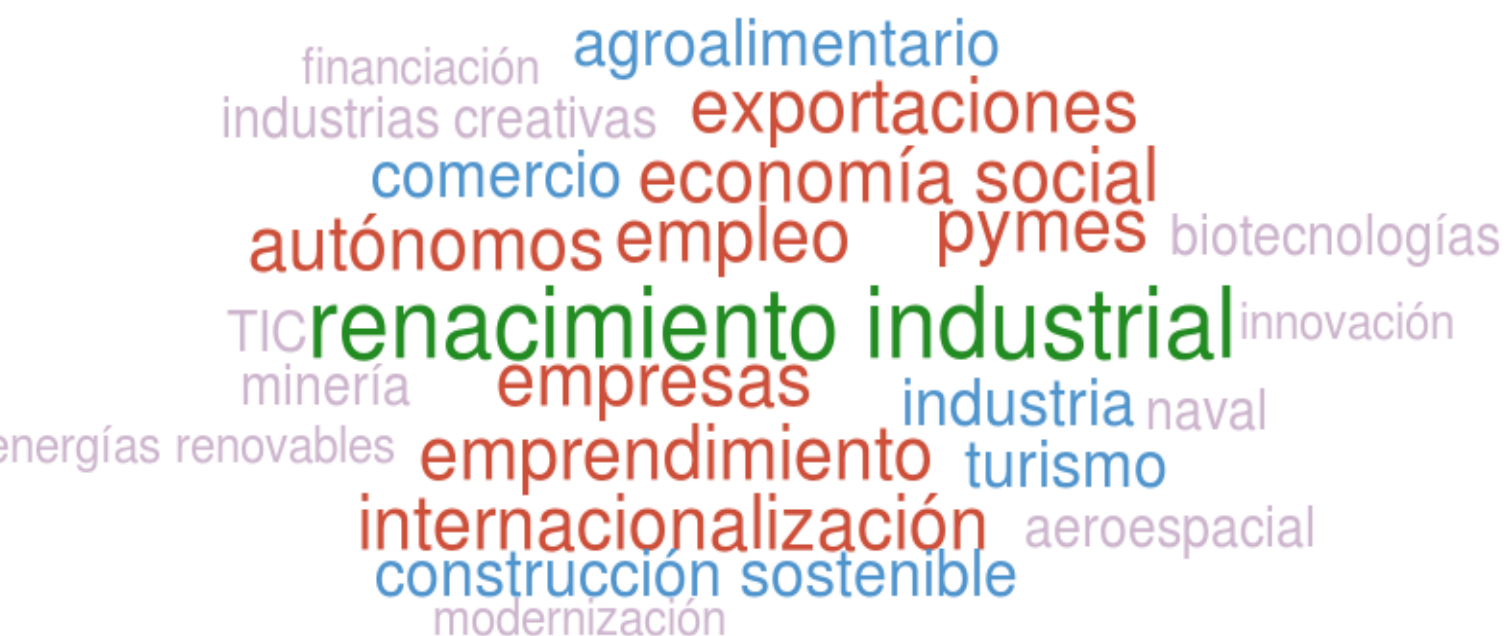 agroalimentario
financiación
exportaciones
industrias creativas
comercio economía social
autónomos empleo pymes biotecnologías
TIC renacimiento industrial innovación
minería empresas industria naval
energías renovables emprendimiento turismo
internacionalización aeroespacial
construcción sostenible
modernización